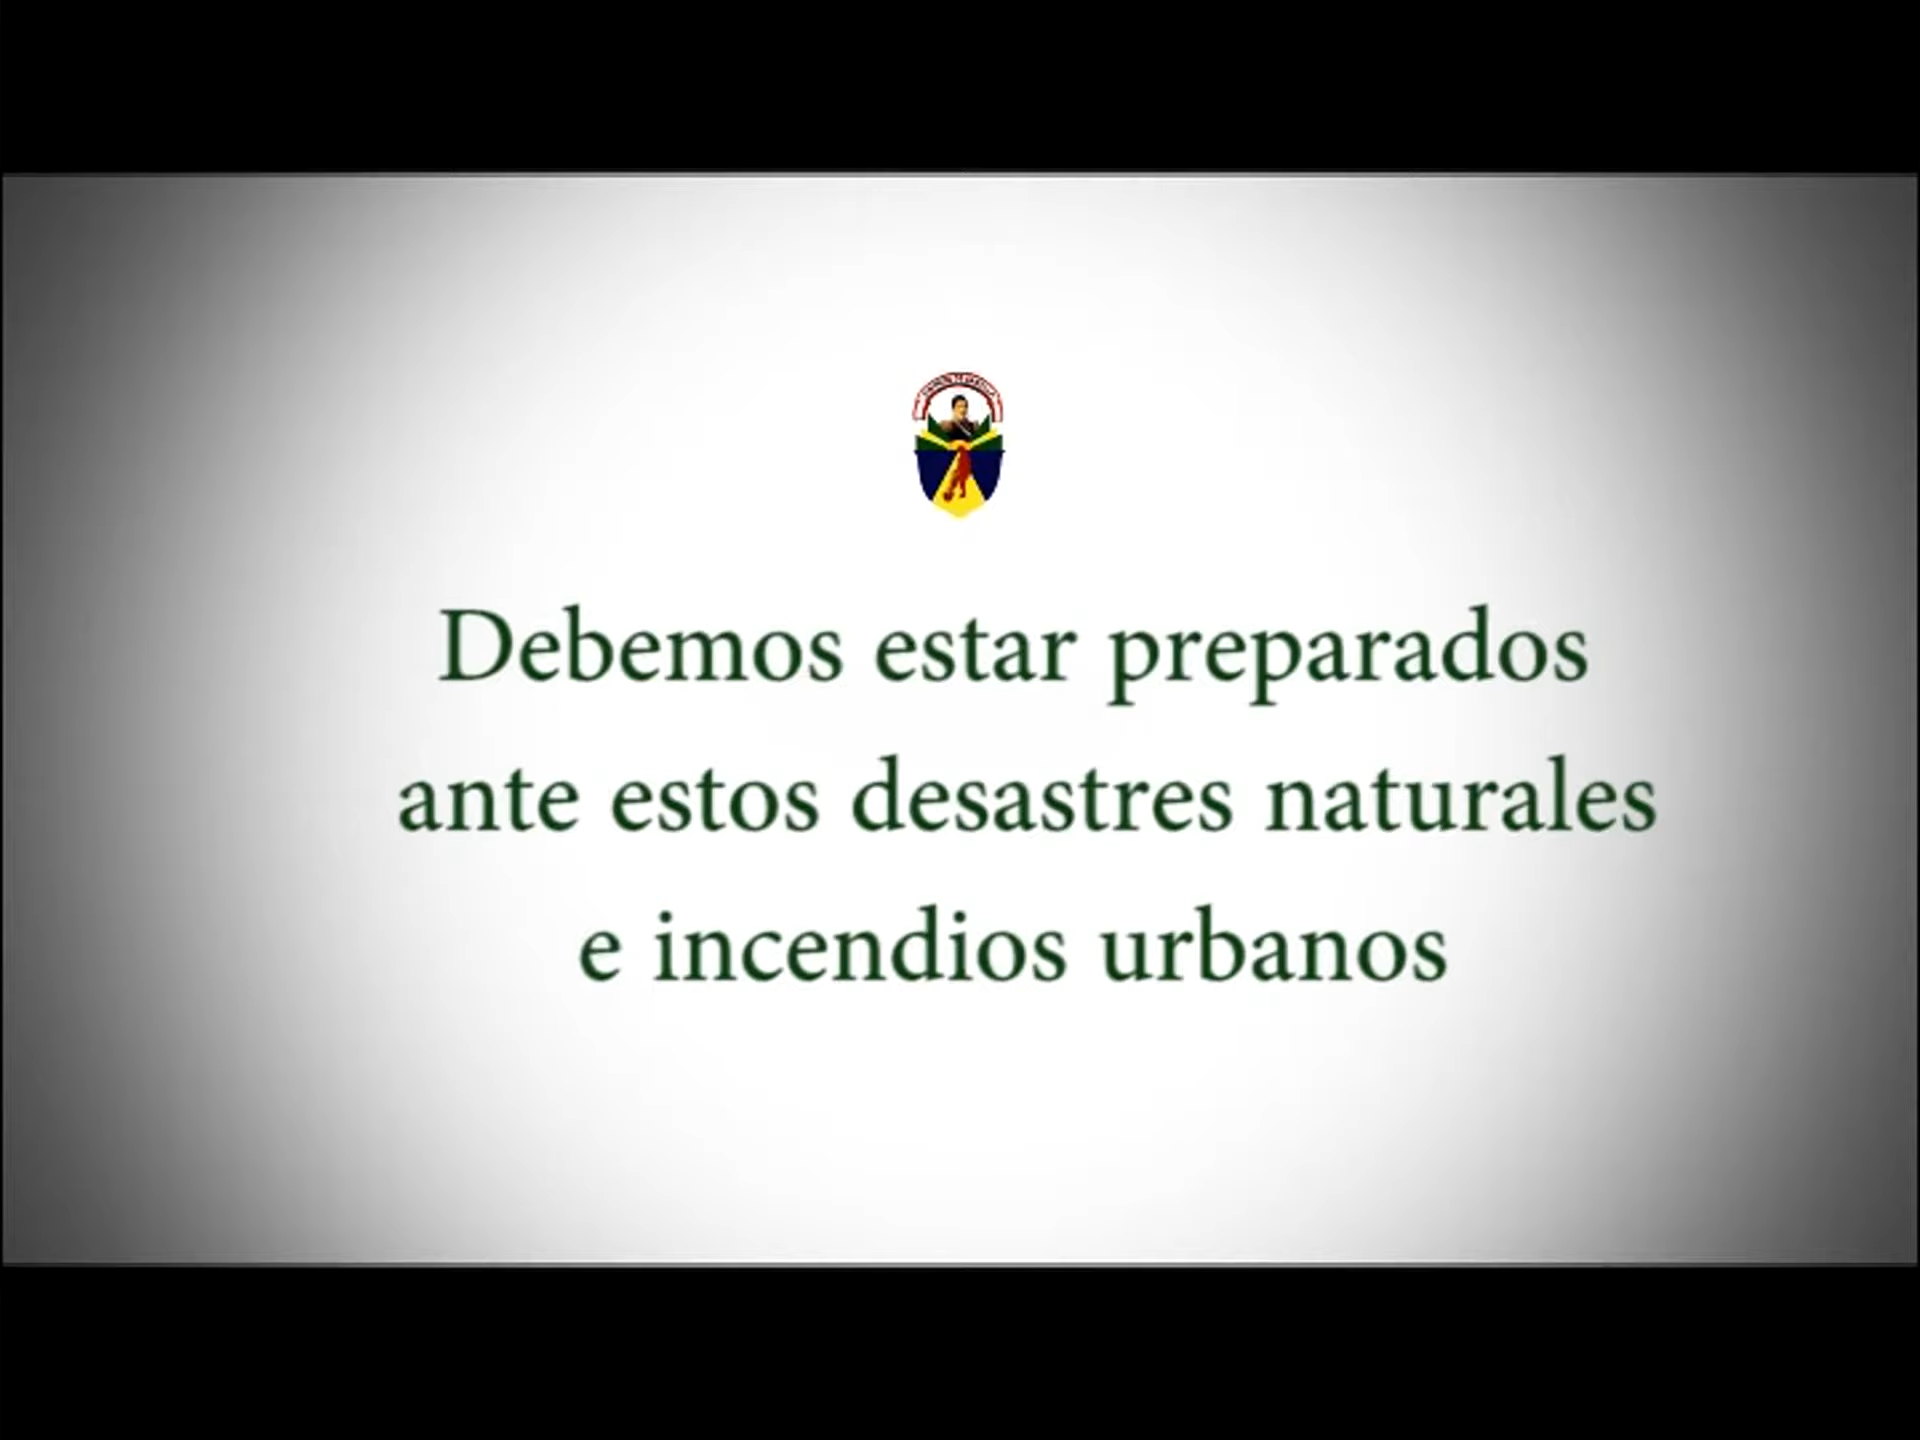 Debemos estar preparados
ante estos desastres naturales
e incendios urbanos